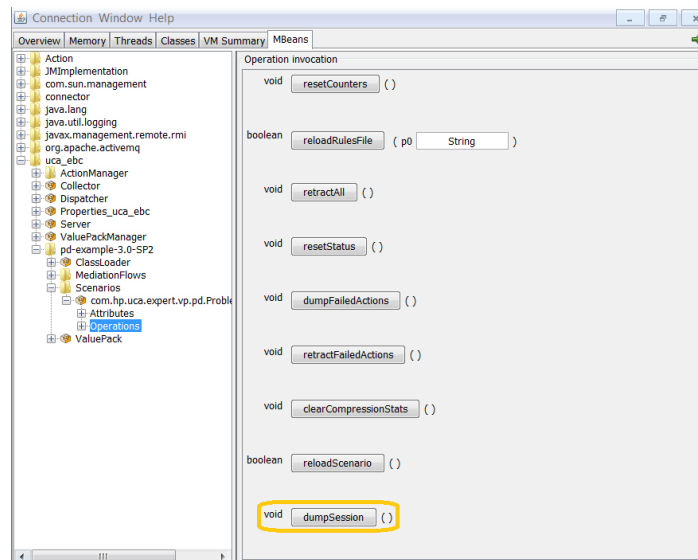 Connection Window Help
Overview Memory Threads Classes VM Summary MBeans
Action
JMImplementation
com.sun.management
connector
java.lang
java.util.logging
javax.management.remote.rmi
org.apache.activemq
uca_ebc
ActionManager
Collector
Dispatcher
Properties_uca_ebc
Server
ValuePackManager
pd-example-3.0-SP2
ClassLoader
MediationFlows
Scenarios
com.hp.uca.expert.vp.pd.Proble
Attributes
Operations
ValuePack
Operation invocation
void resetCounters ( )
boolean reloadRulesFile ( p0 String )
void retractAll ( )
void resetStatus ( )
void dumpFailedActions ( )
void retractFailedActions ( )
void clearCompressionStats ( )
boolean reloadScenario ( )
void dumpSession ( )